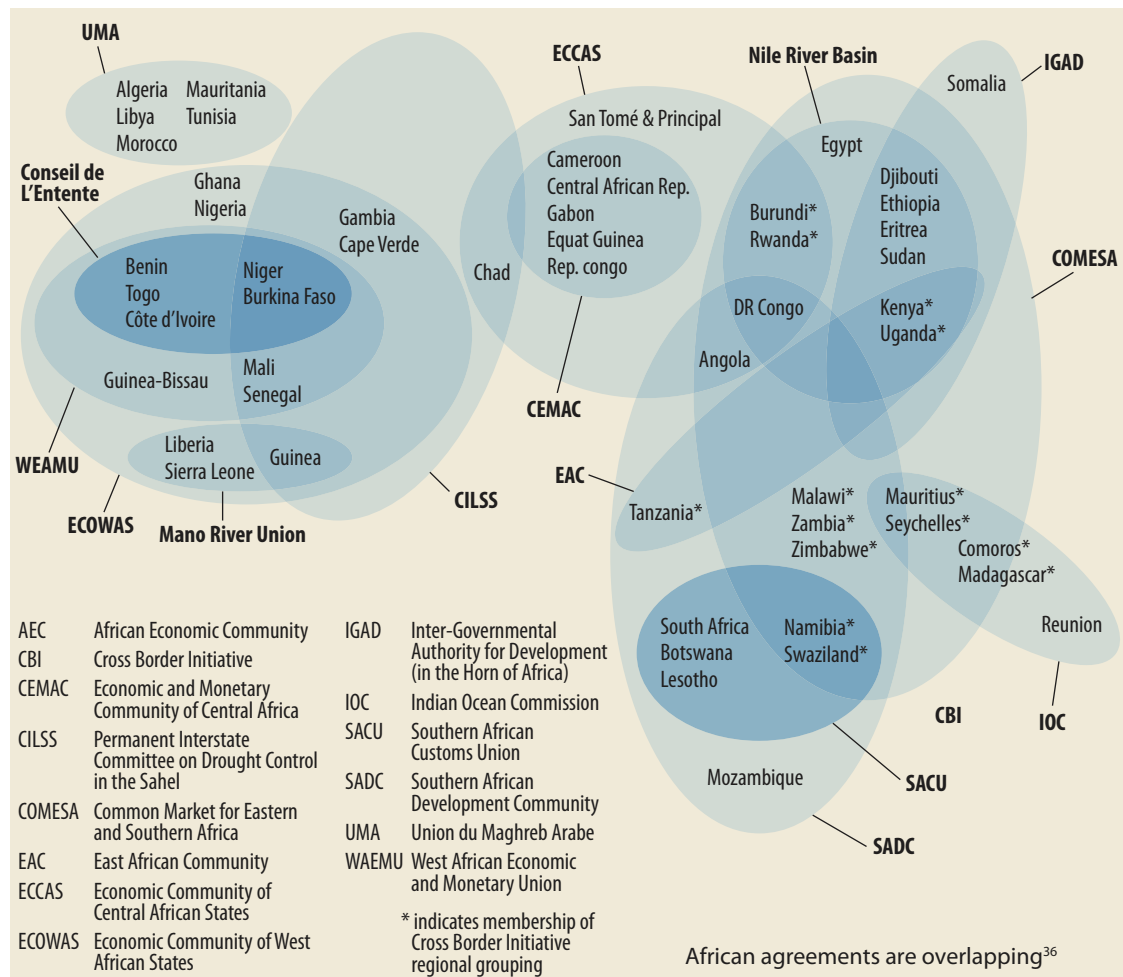 UMA
Algeria Mauritania
Libya Tunisia
Morocco
Conseil de
L'Entente
Ghana
Nigeria
Gambia
Cape Verde
Benin
Togo
Côte d'Ivoire
Niger
Burkina Faso
Guinea-Bissau
Mali
Senegal
Liberia
Sierra Leone
Guinea
WEAMU
ECOWAS
Mano River Union
CILSS
ECCAS
San Tomé & Principal
Cameroon
Central African Rep.
Gabon
Equat Guinea
Rep. congo
Chad
CEMAC
Nile River Basin
IGAD
Somalia
Egypt
Djibouti
Ethiopia
Eritrea
Sudan
Burundi*
Rwanda*
COMESA
DR Congo
Kenya*
Uganda*
Angola
EAC
Tanzania*
Malawi*
Zambia*
Zimbabwe*
Mauritius*
Seychelles*
Comoros*
Madagascar*
Reunion
South Africa
Botswana
Lesotho
Namibia*
Swaziland*
CBI
IOC
SACU
Mozambique
SADC
AEC African Economic Community
CBI Cross Border Initiative
CEMAC Economic and Monetary
Community of Central Africa
CILSS Permanent Interstate
Committee on Drought Control
in the Sahel
COMESA Common Market for Eastern
and Southern Africa
EAC East African Community
ECCAS Economic Community of
Central African States
ECOWAS Economic Community of West
African States
IGAD Inter-Governmental
Authority for Development
(in the Horn of Africa)
IOC Indian Ocean Commission
SACU Southern African
Customs Union
SADC Southern African
Development Community
UMA Union du Maghreb Arabe
WAEMU West African Economic
and Monetary Union
* indicates membership of
Cross Border Initiative
regional grouping
African agreements are overlapping36